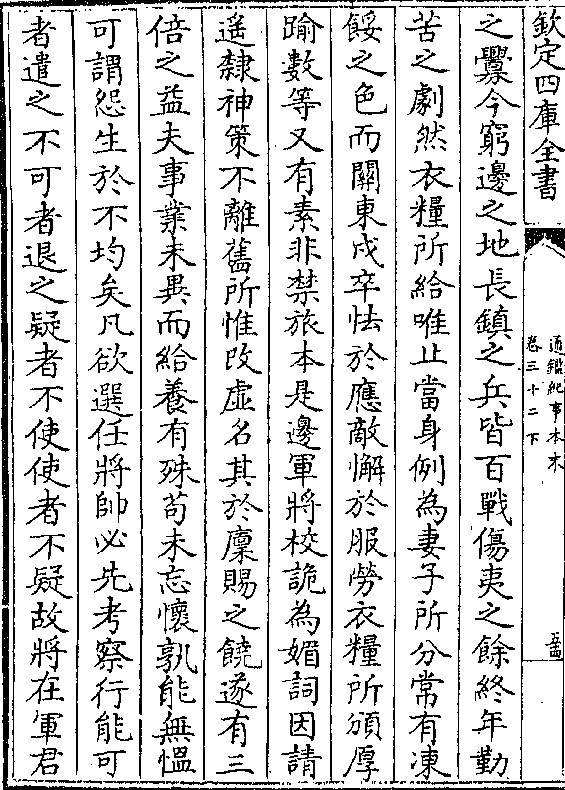 欽定四庫全書
通鑑紀事本末
卷三十二下
之釁今窮邊之地長鎮之兵皆百戰傷夷之餘終年勤
苦之劇然衣糧所給唯止當身例為妻子所分常有凍
餒之色而關東戍卒怯於應敵懈於服勞衣糧所頒厚
踰數等又有素非禁旅本是邊軍將校詭為媚詞因請
遥隸神策不離舊所惟改虛名其於廩賜之饒遂有三
倍之益夫事業未異而給養有殊苟未忘懷孰能無愠
可謂怨生於不均矣凡欲選任將帥必先考察行能可
者遣之不可者退之疑者不使使者不疑故將在軍君